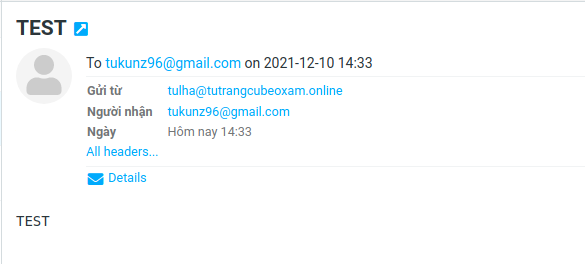 TEST
To tukunz96@gmail.com on 2021-12-10 14:33
Gửi từ tulha@tutrangcubeoxam.online
Người nhận tukunz96@gmail.com
Ngày Hôm nay 14:33
All headers...
Details
TEST